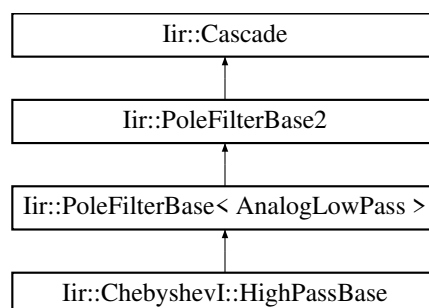 Iir::Cascade
Iir::PoleFilterBase2
Iir::PoleFilterBase< AnalogLowPass >
Iir::ChebyshevI::HighPassBase